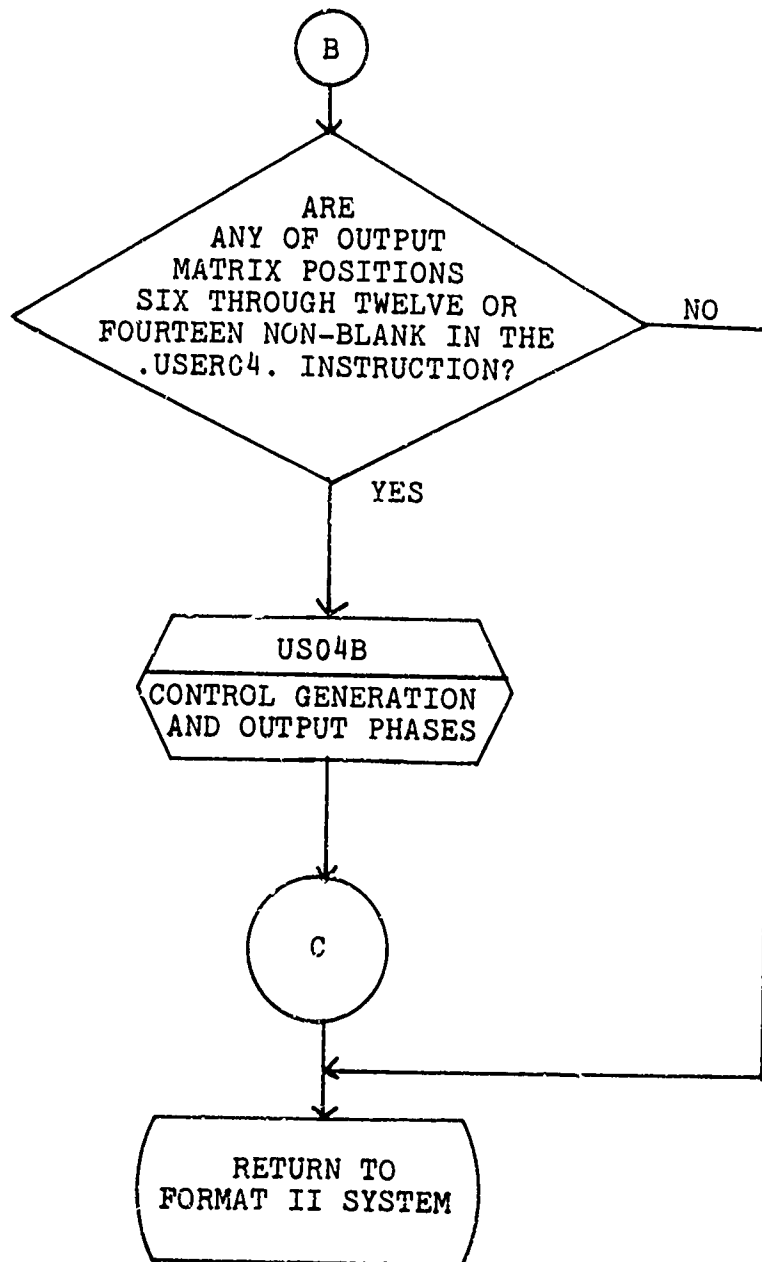 B
ARE
ANY OF OUTPUT
MATRIX POSITIONS
SIX THROUGH TWELVE OR
FOURTEEN NON-BLANK IN THE
.USER04. INSTRUCTION?
NO
YES
US04B
CONTROL GENERATION
AND OUTPUT PHASES
C
RETURN TO
FORMAT II SYSTEM